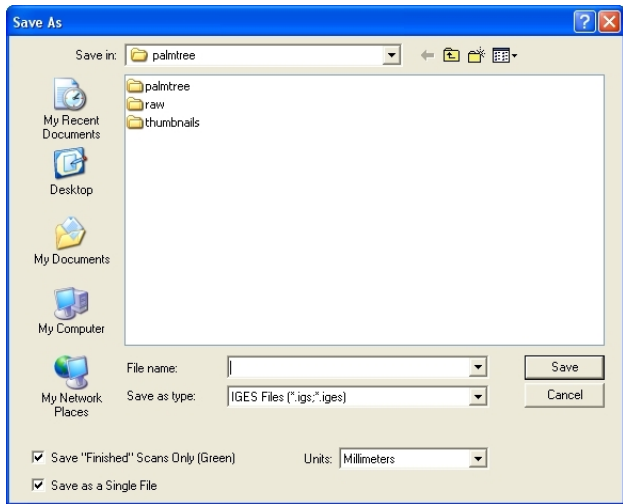 Save As
Save in: palmtree
palmtree
raw
thumbnails
My Recent
Documents
Desktop
My Documents
My Computer
My Network
Places
File name:
Save
Save as type: IGES Files (*.igs;*.iges)
Cancel
Save "Finished" Scans Only (Green)
Units: Millimeters
Save as a Single File